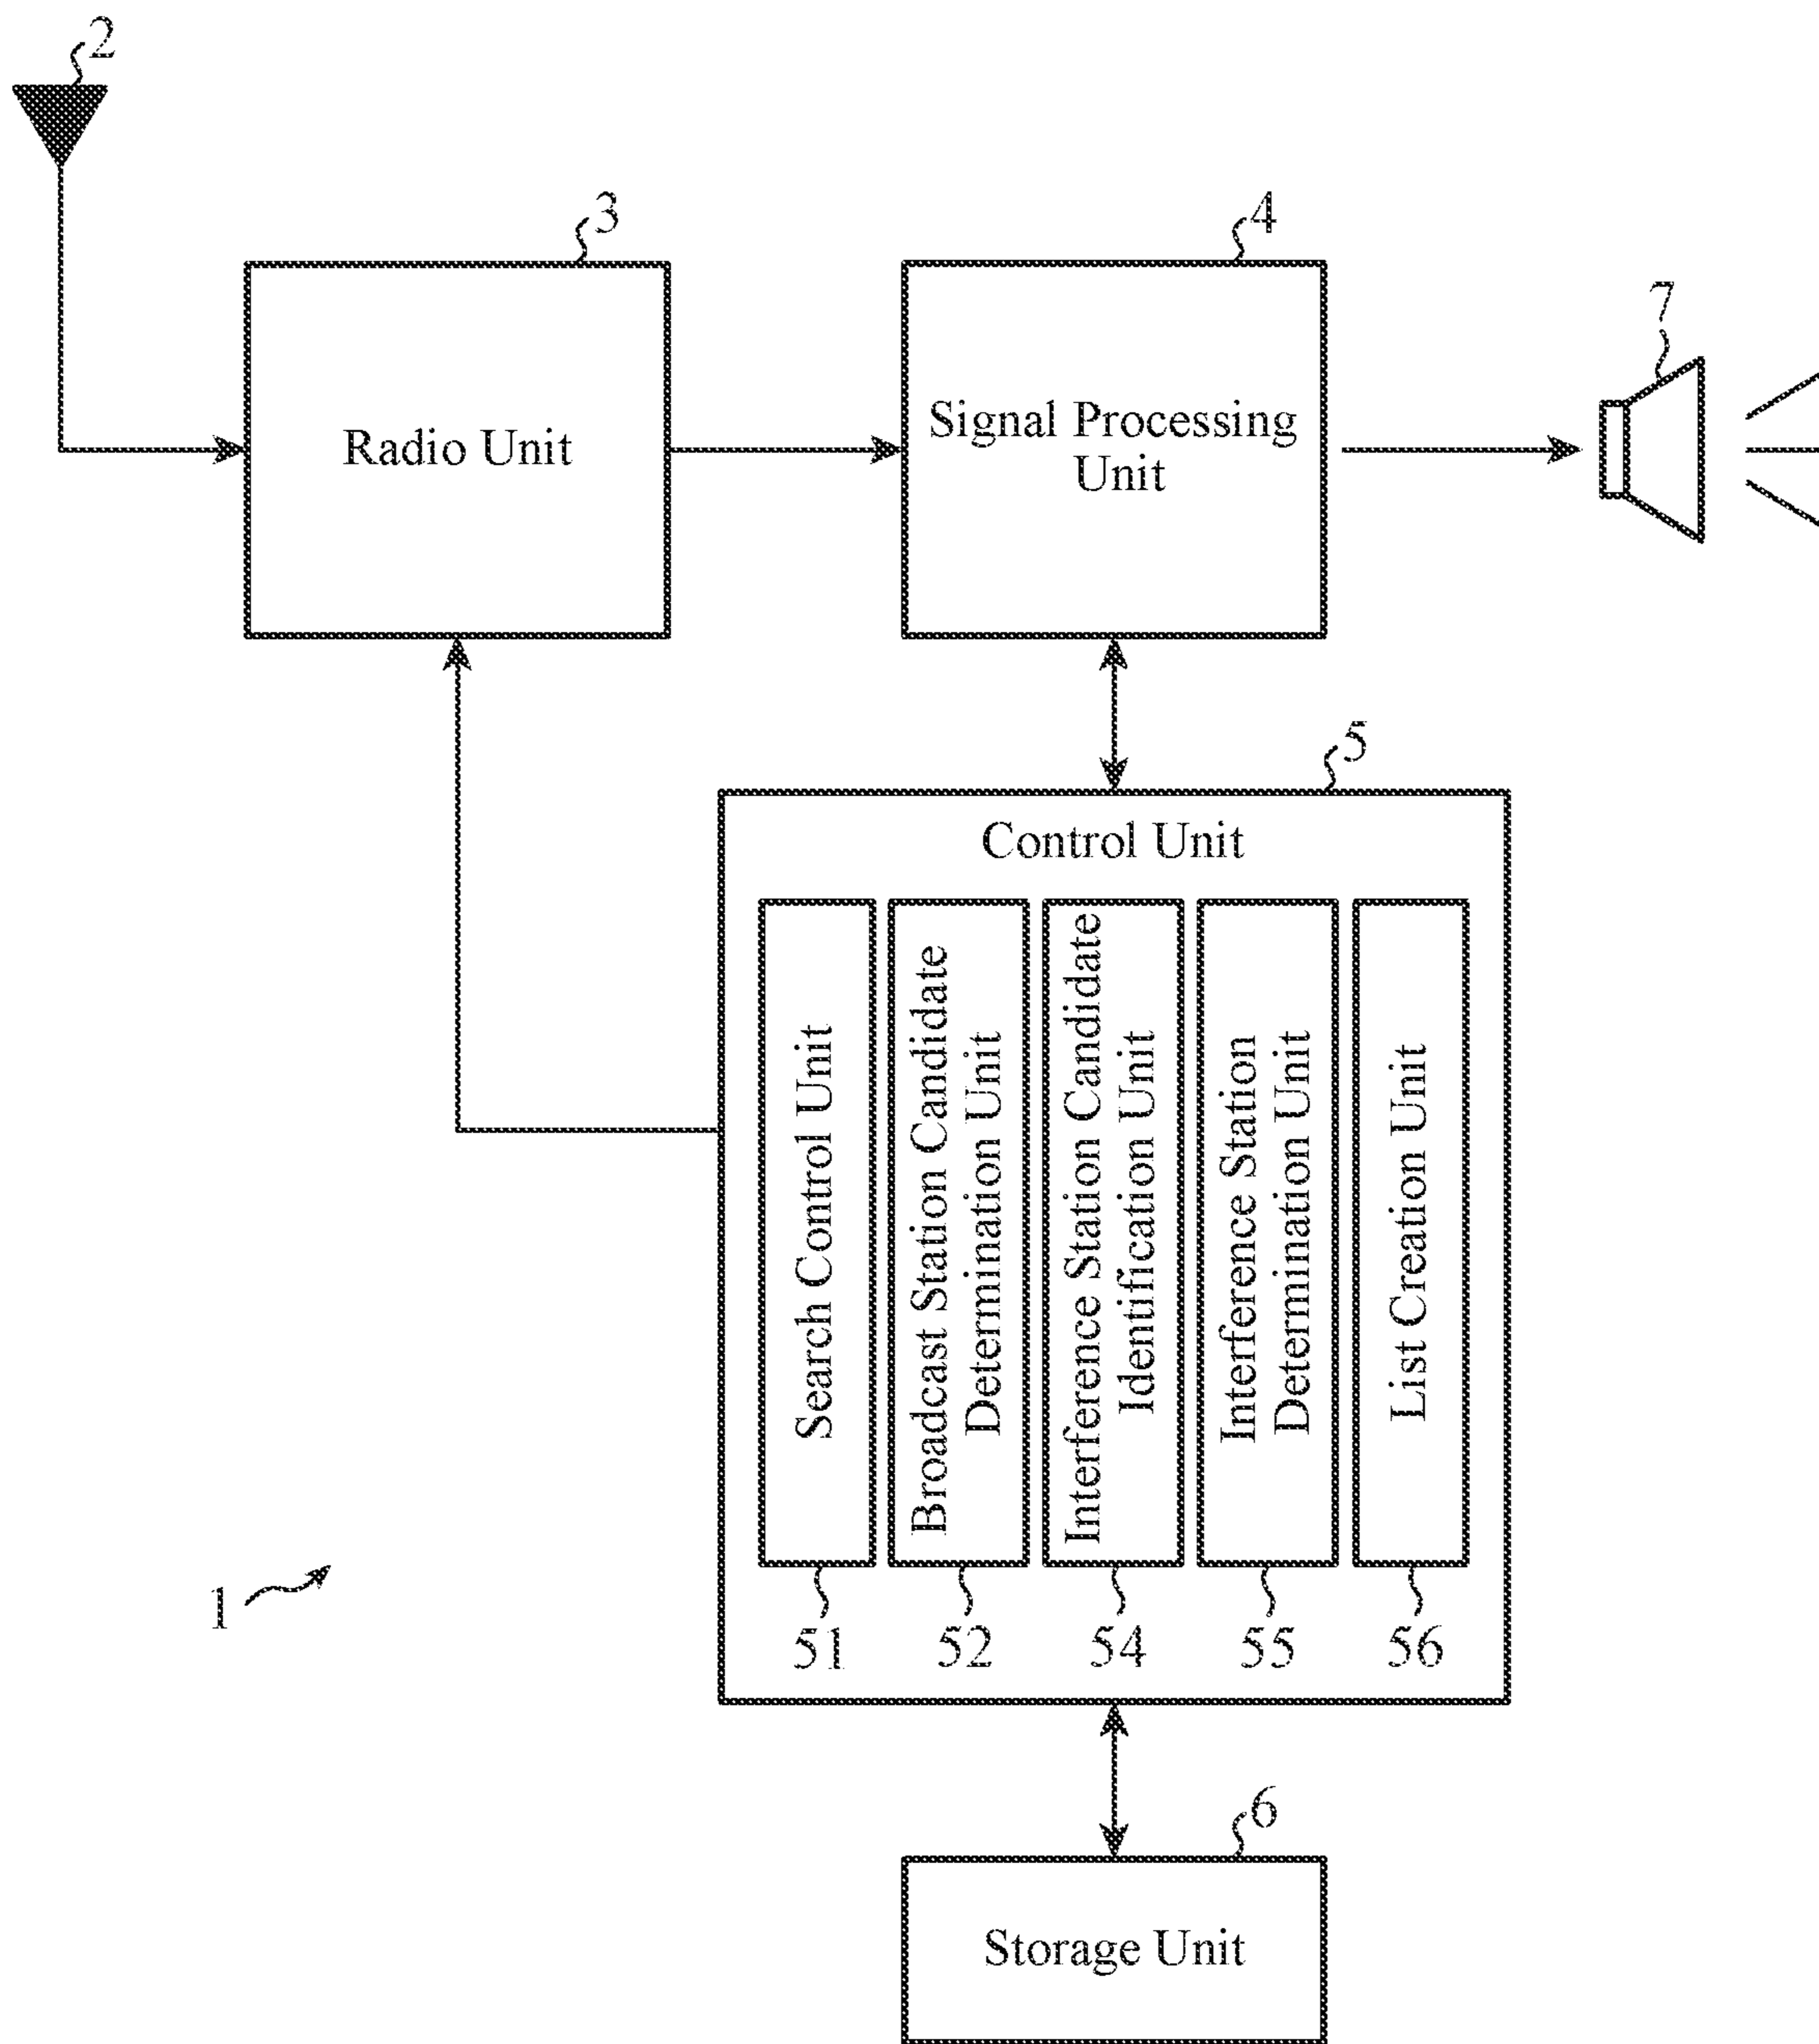 2
3
4
7
Radio Unit
Signal Processing
Unit
5
Control Unit
Search Control Unit
Broadcast Station Candidate
Determination Unit
Interference Station Candidate
Identification Unit
Interference Station
Determination Unit
List Creation Unit
1
51
52
54
55
56
6
Storage Unit